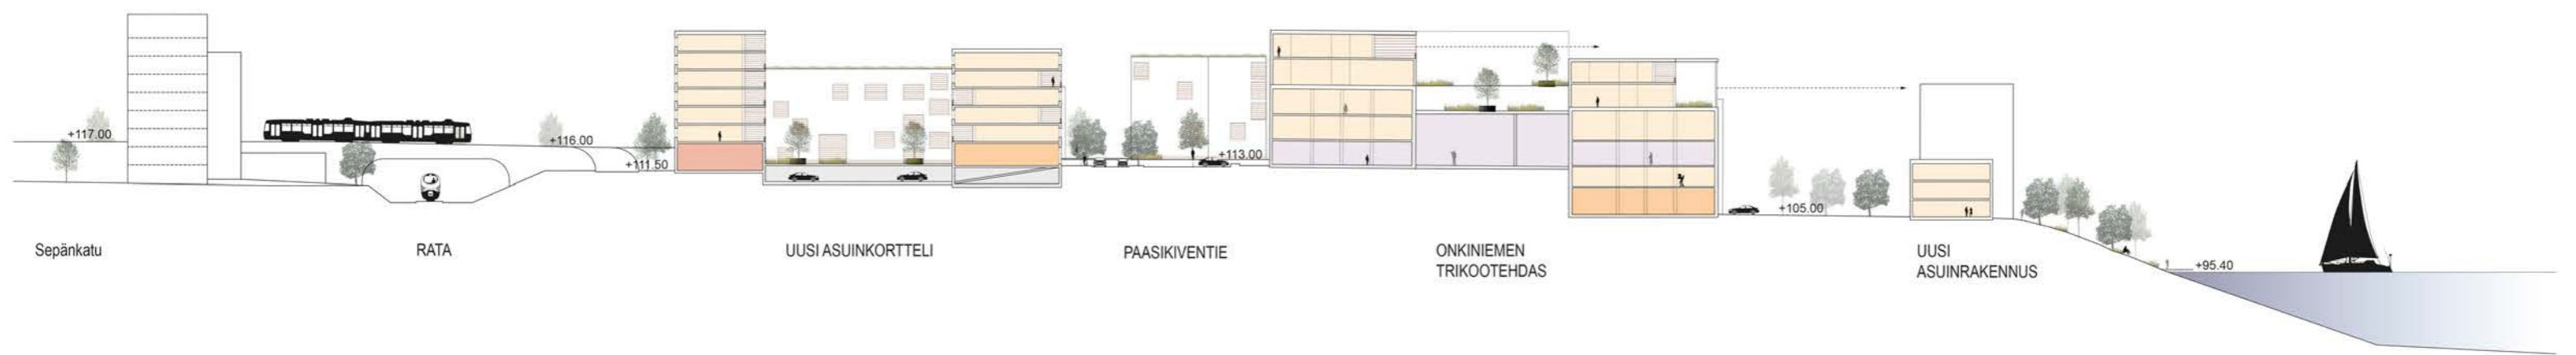 +117.00
+116.00
+111.50
+113.00
+105.00
+95.40
Sepänkatu
RATA
UUSI ASUINKORTTELI
PAASIKIVENTIE
ONKINIEMEN
TRIKOOTEHDAS
UUSI
ASUINRAKENNUS